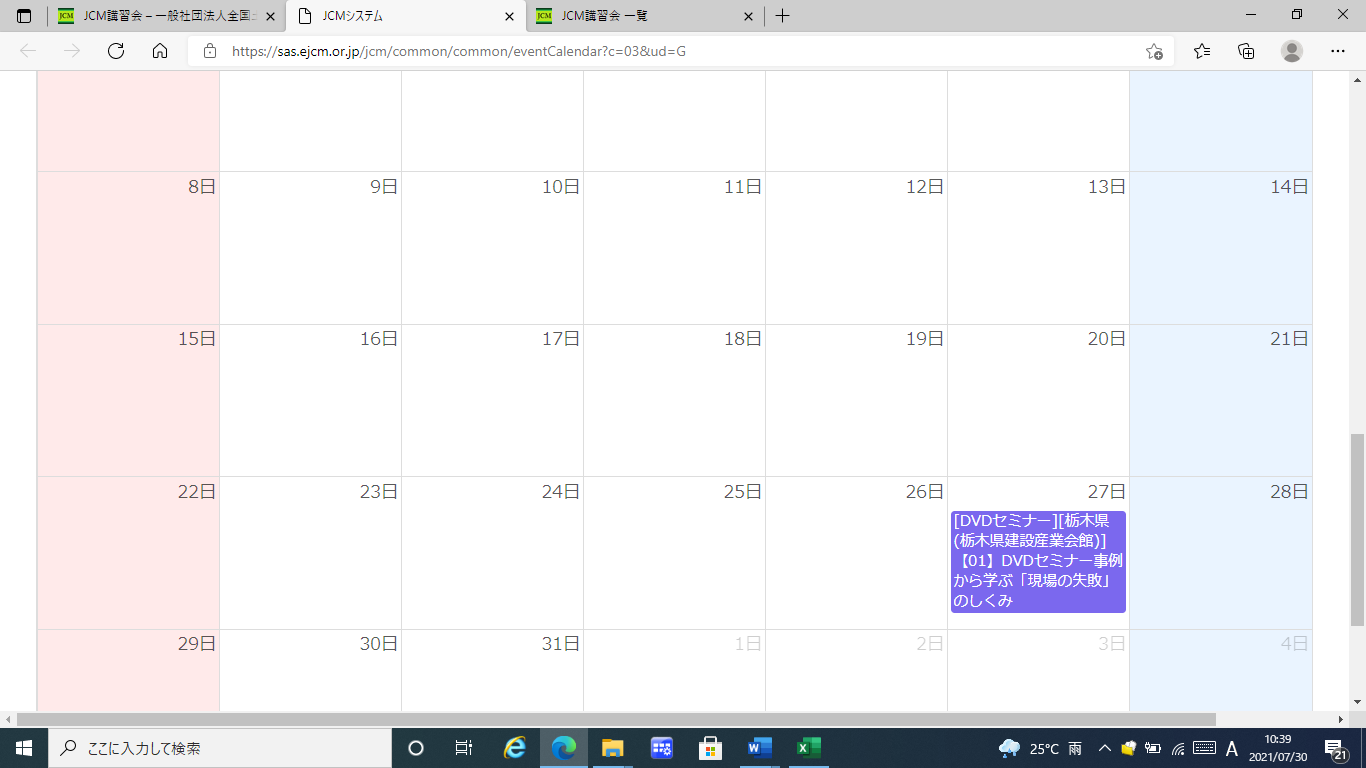 JCM講習会 – 一般社団法人全国
JCMシステム
JCM講習会 一覧
https://sas.ejcm.or.jp/jcm/common/common/eventCalendar?c=03&ud=G
8日
9日
10日
11日
12日
13日
14日
15日
16日
17日
18日
19日
20日
21日
22日
23日
24日
25日
26日
27日
28日
[DVDセミナー][栃木県
(栃木県建設産業会館)]
【01】DVDセミナー事例
から学ぶ「現場の失敗」
のしくみ
29日
30日
31日
1日
2日
3日
4日
ここに入力して検索
25°C 雨
A
10:39
2021/07/30
21